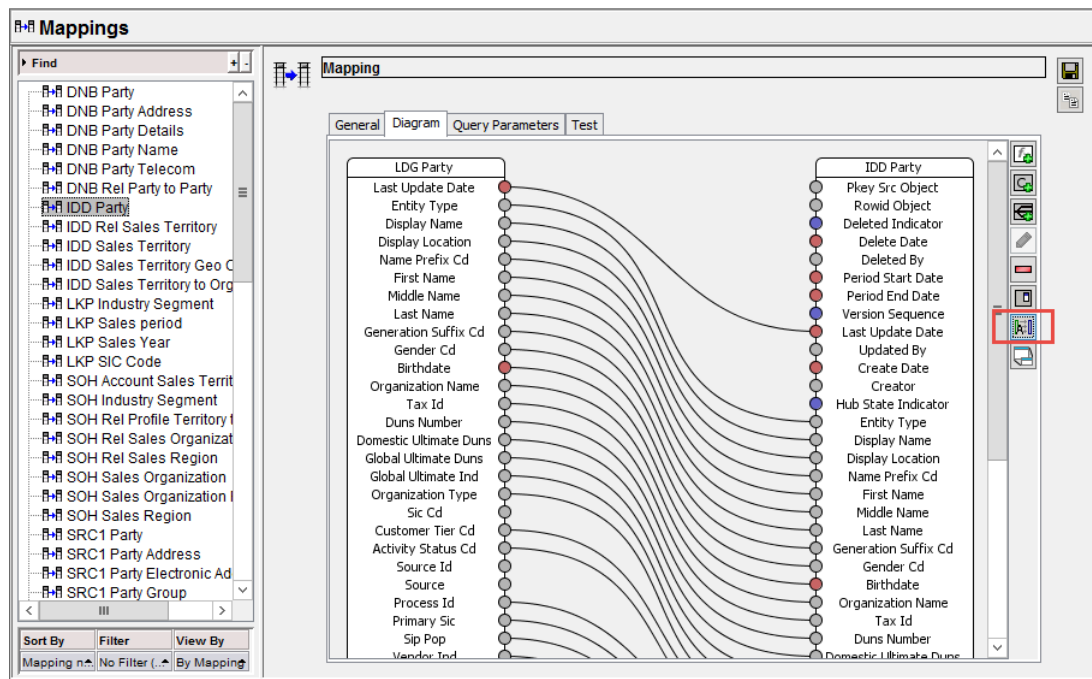 Mappings
Find
+ -
DNB Party
DNB Party Address
DNB Party Details
DNB Party Name
DNB Party Telecom
DNB Rel Party to Party
IDD Party
IDD Rel Sales Territory
IDD Sales Territory
IDD Sales Territory Geo C
IDD Sales Territory to Org
LKP Industry Segment
LKP Sales period
LKP Sales Year
LKP SIC Code
SOH Account Sales Territ
SOH Industry Segment
SOH Rel Profile Territory t
SOH Rel Sales Organizat
SOH Rel Sales Region
SOH Sales Organization
SOH Sales Organization I
SOH Sales Region
SRC1 Party
SRC1 Party Address
SRC1 Party Electronic Ad
SRC1 Party Group
Sort By Filter View By
Mapping n... No Filter (... By Mapping
Mapping
General Diagram Query Parameters Test
LDG Party
Last Update Date
Entity Type
Display Name
Display Location
Name Prefix Cd
First Name
Middle Name
Last Name
Generation Suffix Cd
Gender Cd
Birthdate
Organization Name
Tax Id
Duns Number
Domestic Ultimate Duns
Global Ultimate Duns
Global Ultimate Ind
Organization Type
Sic Cd
Customer Tier Cd
Activity Status Cd
Source Id
Source
Process Id
Primary Sic
Sip Pop
Vendor Ind
IDD Party
Pkey Src Object
Rowid Object
Deleted Indicator
Delete Date
Deleted By
Period Start Date
Period End Date
Version Sequence
Last Update Date
Updated By
Create Date
Creator
Hub State Indicator
Entity Type
Display Name
Display Location
Name Prefix Cd
First Name
Middle Name
Last Name
Generation Suffix Cd
Gender Cd
Birthdate
Organization Name
Tax Id
Duns Number
Domestic Ultimate Duns